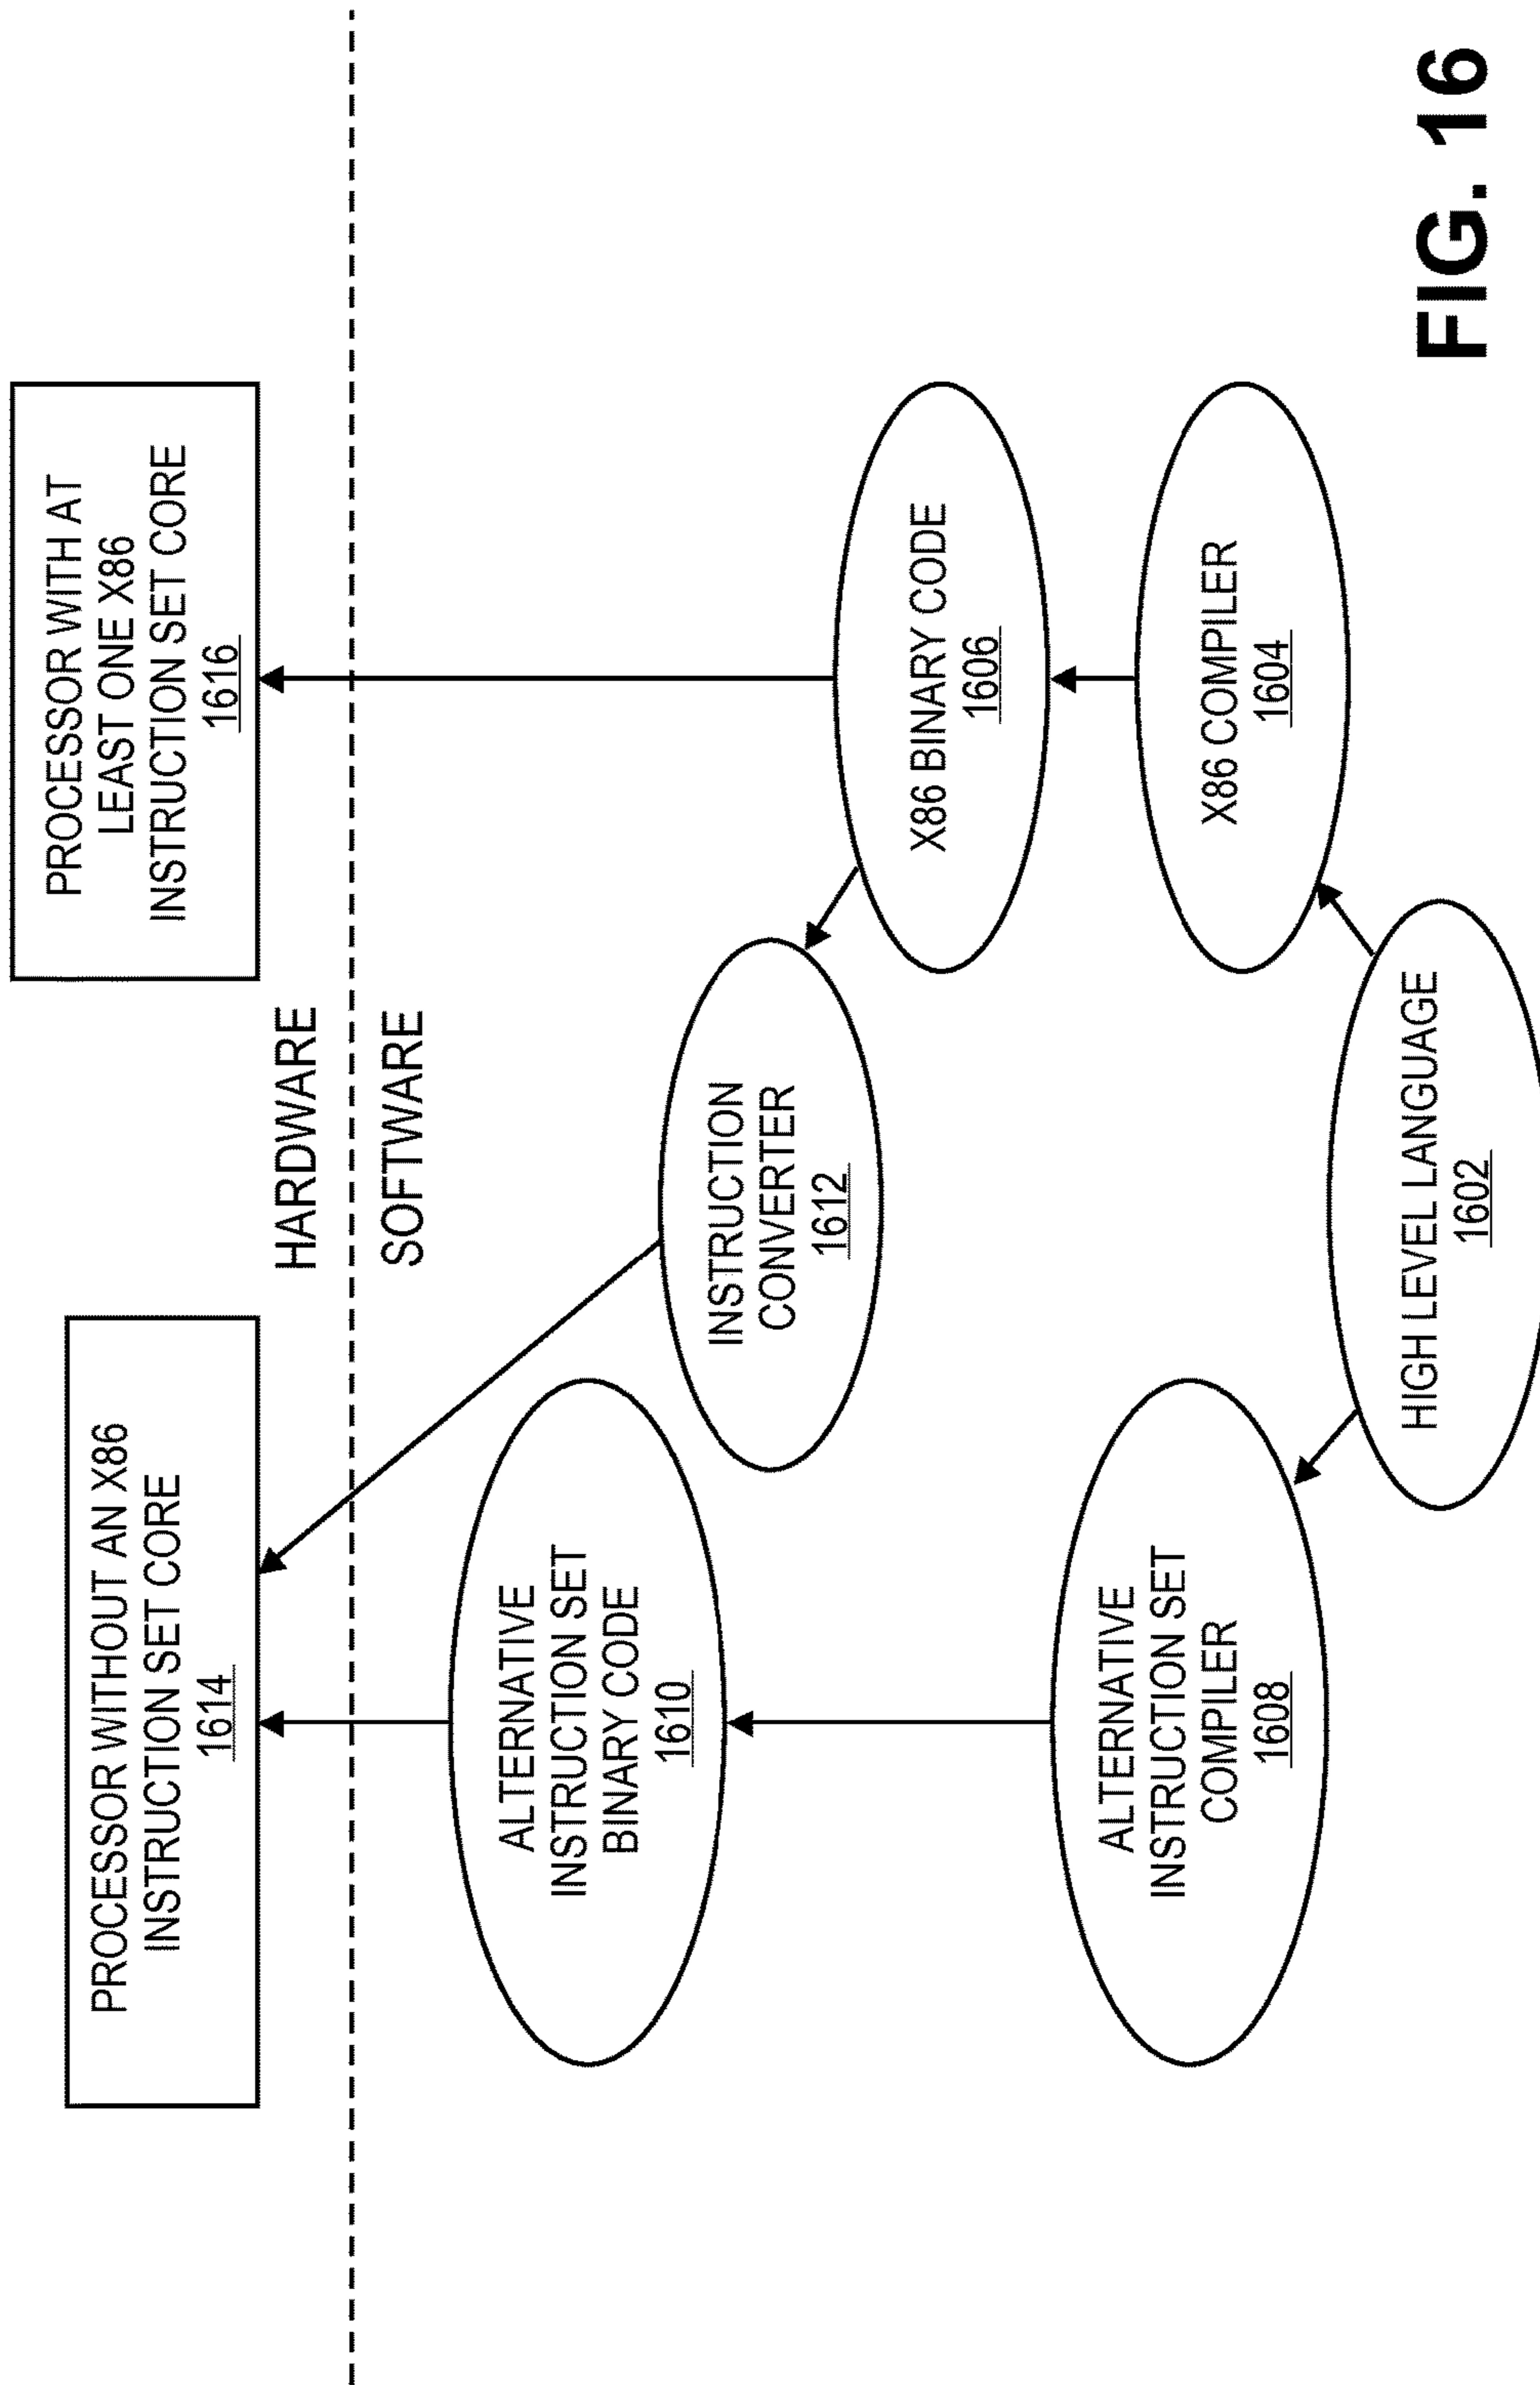 PROCESSOR WITHOUT AN X86
INSTRUCTION SET CORE
1614
PROCESSOR WITH AT
LEAST ONE X86
INSTRUCTION SET CORE
1616
HARDWARE
SOFTWARE
ALTERNATIVE
INSTRUCTION SET
BINARY CODE
1610
INSTRUCTION
CONVERTER
1612
X86 BINARY CODE
1606
ALTERNATIVE
INSTRUCTION SET
COMPILER
1608
X86 COMPILER
1604
HIGH LEVEL LANGUAGE
1602
FIG. 16